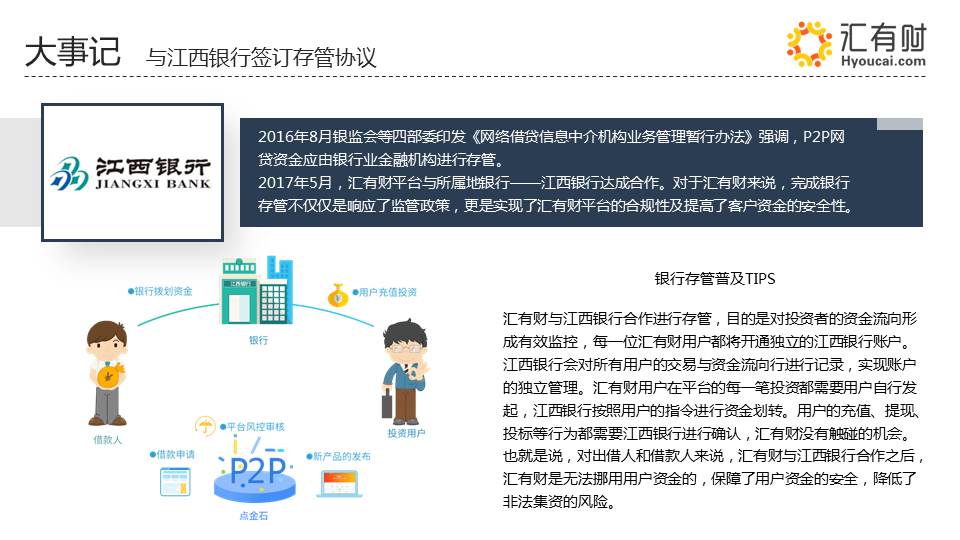 大事记 与江西银行签订存管协议
汇有财
Hyoucai.com
江西银行
JIANGXI BANK
2016年8月银监会等四部委印发《网络借贷信息中介机构业务管理暂行办法》强调，P2P网
贷资金应由银行业金融机构进行存管。
2017年5月，汇有财平台与所属地银行——江西银行达成合作。对于汇有财来说，完成银行
存管不仅仅是响应了监管政策，更是实现了汇有财平台的合规性及提高了客户资金的安全性。
●银行拨划资金
江西银行
●用户充值投资
银行
借款人
投资用户
●平台风控审核
●借款申请
P2P
●新产品的发布
点金石
银行存管普及TIPS
汇有财与江西银行合作进行存管，目的是对投资者的资金流向形
成有效监控，每一位汇有财用户都将开通独立的江西银行账户。
江西银行会对所有用户的交易与资金流向行进行记录，实现账户
的独立管理。汇有财用户在平台的每一笔投资都需要用户自行发
起，江西银行按照用户的指令进行资金划转。用户的充值、提现、
投标等行为都需要江西银行进行确认，汇有财没有触碰的机会。
也就是说，对出借人和借款人来说，汇有财与江西银行合作之后，
汇有财是无法挪用用户资金的，保障了用户资金的安全，降低了
非法集资的风险。